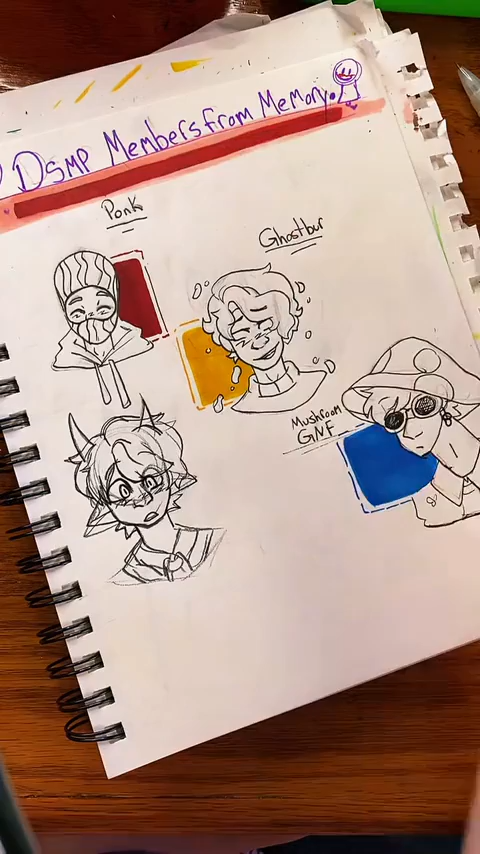 DSMP Members from Memory.
Ponk
Ghostbur
Mushroom
GNF